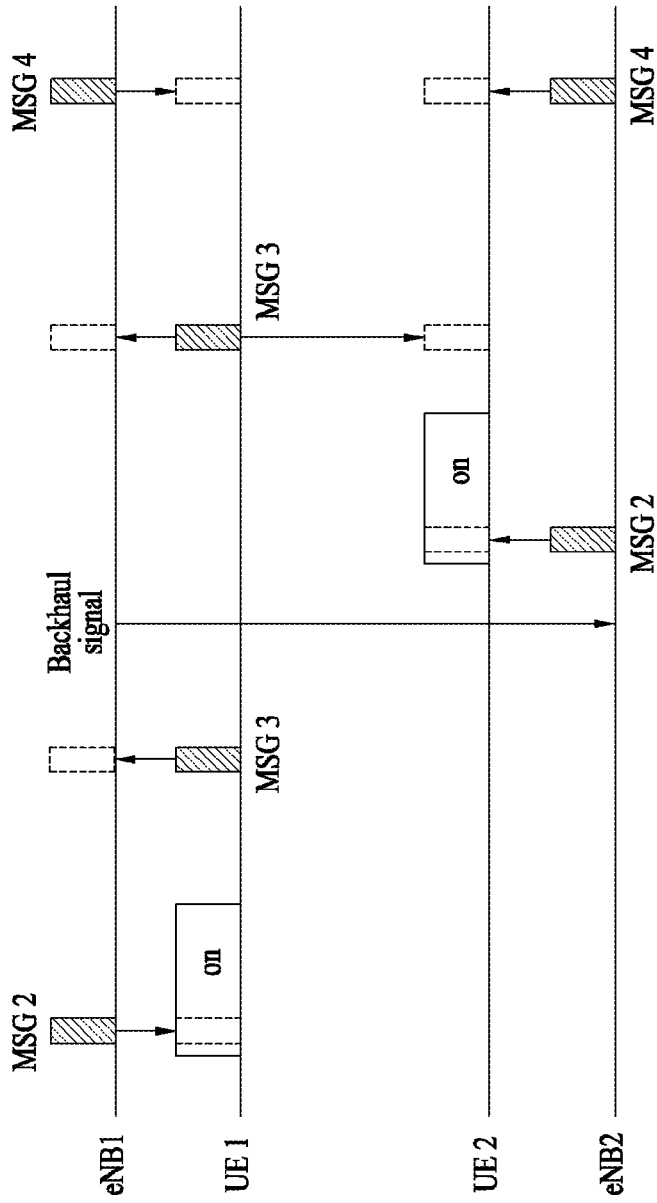 eNB1
UE 1
UE 2
eNB2
MSG 2
on
MSG 3
Backhaul
signal
MSG 2
on
MSG 3
MSG 4
MSG 4